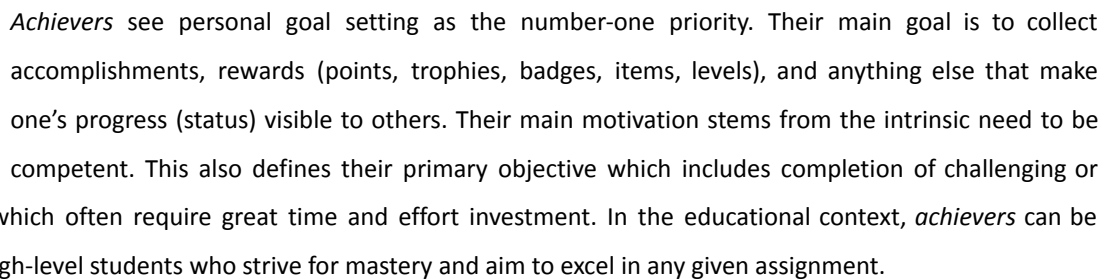 Achievers see personal goal setting as the number-one priority. Their main goal is to collect
accomplishments, rewards (points, trophies, badges, items, levels), and anything else that make
one's progress (status) visible to others. Their main motivation stems from the intrinsic need to be
competent. This also defines their primary objective which includes completion of challenging or
which often require great time and effort investment. In the educational context, achievers can be
gh-level students who strive for mastery and aim to excel in any given assignment.